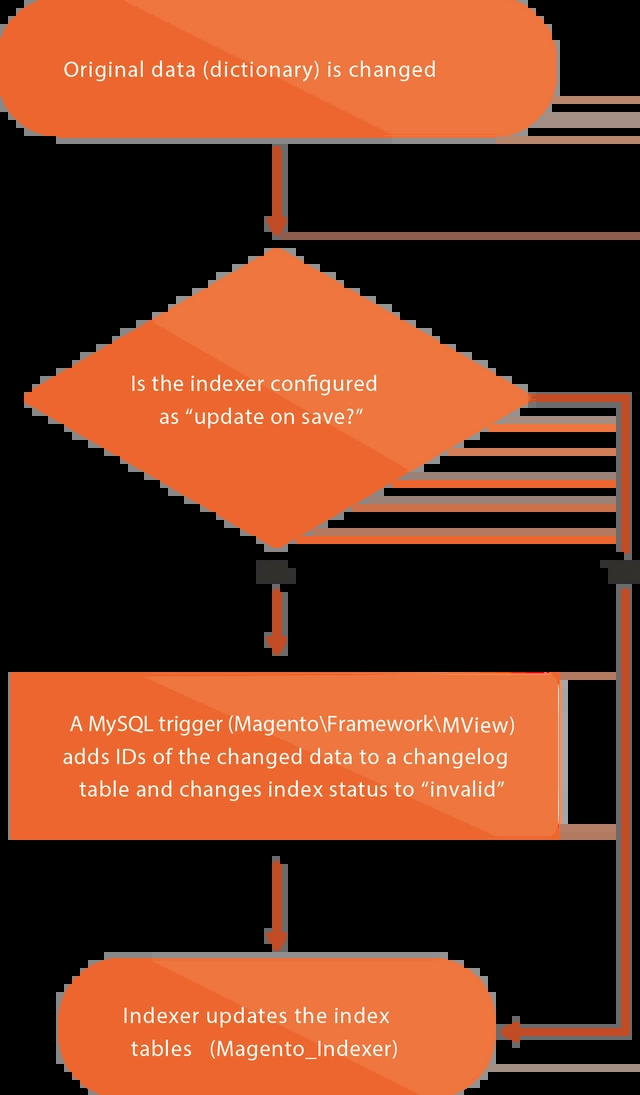 Original data (dictionary) is changed
Is the indexer configured
as “update on save?”
A MySQL trigger (Magento\Framework\MView)
adds IDs of the changed data to a changelog
table and changes index status to “invalid”
Indexer updates the index
tables (Magento_Indexer)